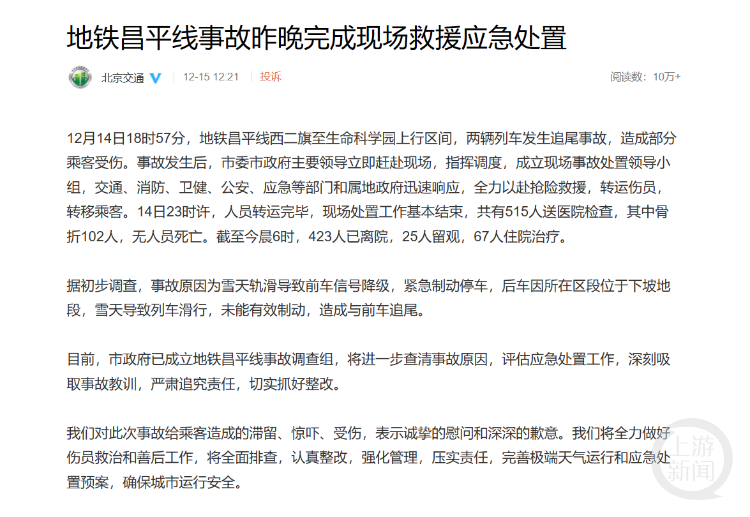 地铁昌平线事故昨晚完成现场救援应急处置
北京交通 12-15 12:21 投诉 阅读数：10万+
12月14日18时57分，地铁昌平线西二旗至生命科学园上行区间，两辆列车发生追尾事故，造成部分
乘客受伤。事故发生后，市委市政府主要领导立即赶赴现场，指挥调度，成立现场事故处置领导小
组，交通、消防、卫健、公安、应急等部门和属地政府迅速响应，全力以赴抢险救援，转运伤员，
转移乘客。14日23时许，人员转运完毕，现场处置工作基本结束，共有515人送医院检查，其中骨
折102人，无人员死亡。截至今晨6时，423人已离院，25人留观，67人住院治疗。
据初步调查，事故原因为雪天轨滑导致前车信号降级，紧急制动停车，后车因所在区段位于下坡地
段，雪天导致列车滑行，未能有效制动，造成与前车追尾。
目前，市政府已成立地铁昌平线事故调查组，将进一步查清事故原因，评估应急处置工作，深刻吸
取事故教训，严肃追究责任，切实抓好整改。
我们对此次事故给乘客造成的滞留、惊吓、受伤，表示诚挚的慰问和深深的歉意。我们将全力做好
伤员救治和善后工作，将全面排查，认真整改，强化管理，压实责任，完善极端天气运行和应急处
置预案，确保城市运行安全。
上游
新闻